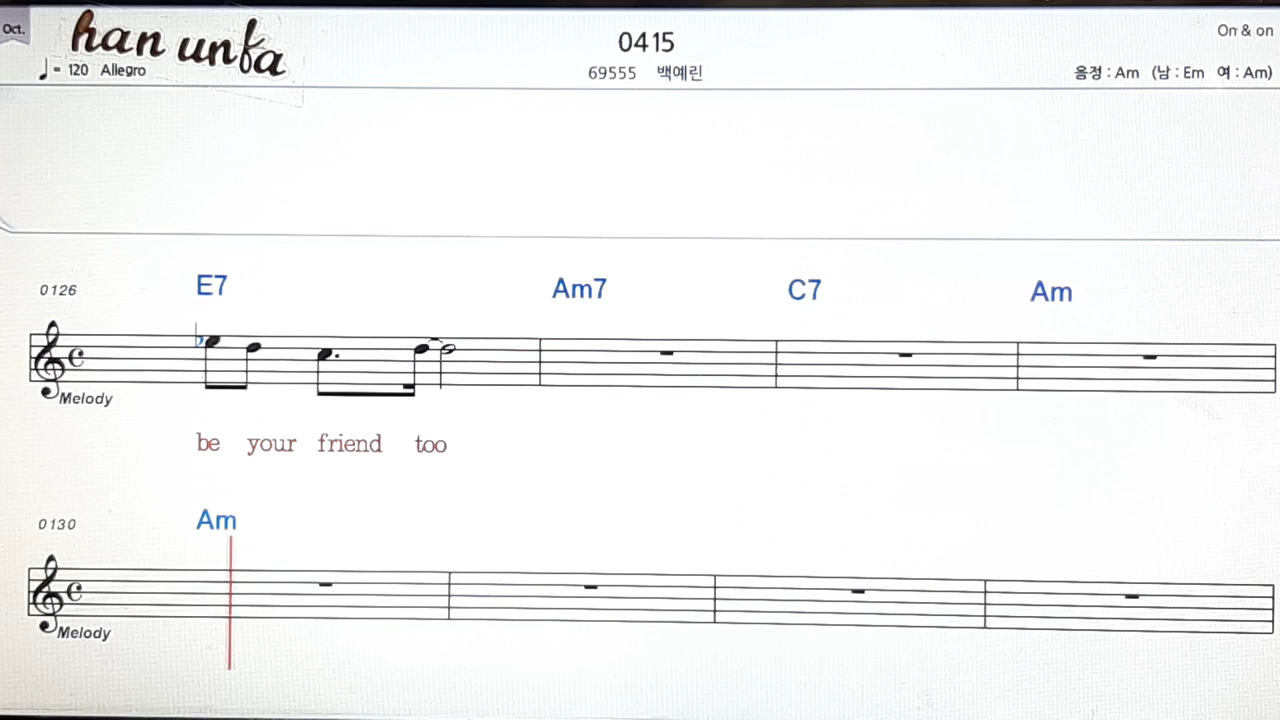 Oct.
han unfa
0415
On & on
♩= 120 Allegro
69555 백예린
음정 : Am (남 : Em 여 : Am)
0126
E7 Am7 C7 Am
Melody
be your friend too
0130
Am
Melody